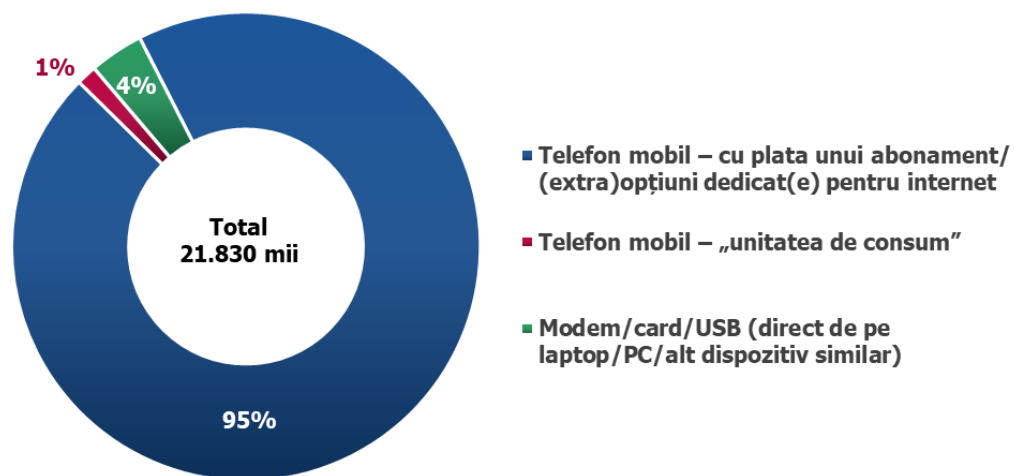 1%
4%
Total
21.830 mii
95%
Telefon mobil – cu plata unui abonament/
(extra)opțiuni dedicat(e) pentru internet
Telefon mobil – „unitatea de consum”
Modem/card/USB (direct de pe
laptop/PC/alt dispozitiv similar)